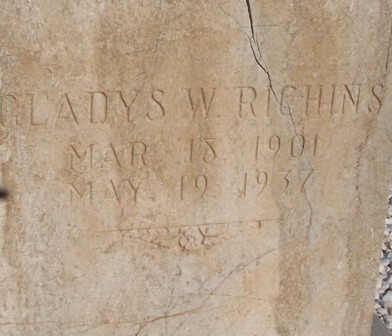 GLADYS W. RICHINS
MAR 18 1901
MAY 19 1937